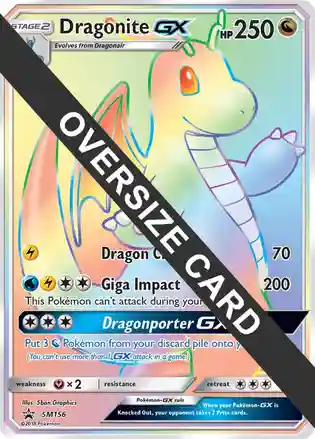 STAGE 2 Dragonite GX HP 250
Evolves from Dragonair
OVERSIZE CARD
Dragon 70
Giga Impact 200
This Pokémon can't attack during your
Dragonporter GX
Put 3 Pokémon from your discard pile onto
(You can't use more than 1 GX attack in a game.)
weakness ×2 resistance retreat
Pokémon-GX rule
When your Pokémon-GX is
Knocked Out, your opponent takes 2 Prize cards.
Illus. 5ban Graphics
SM156
©2018 Pokémon